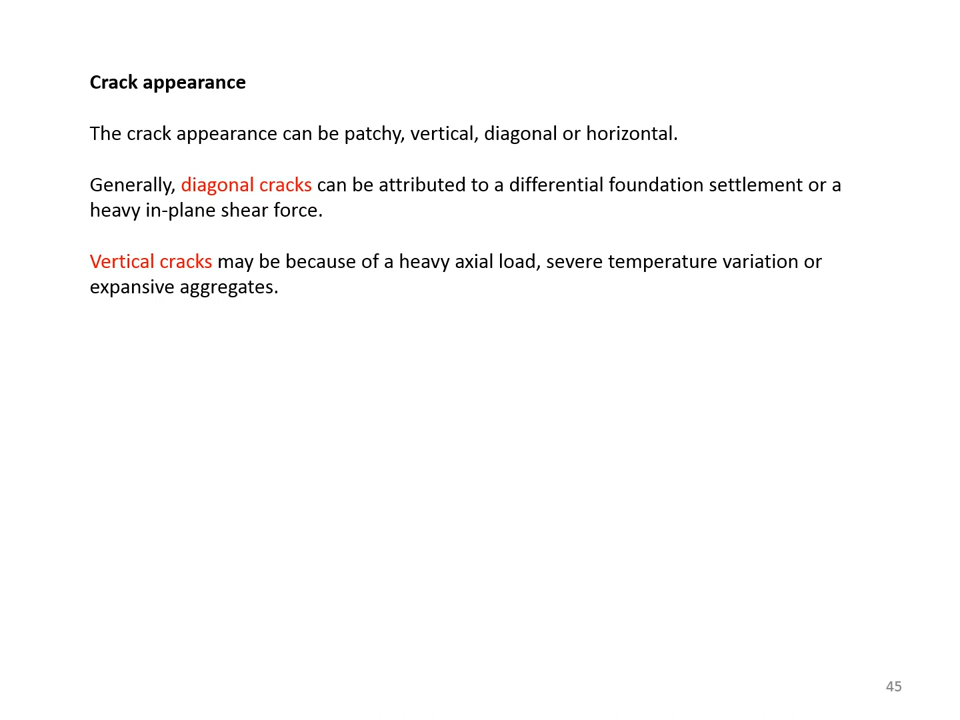 Crack appearance
The crack appearance can be patchy, vertical, diagonal or horizontal.
Generally, diagonal cracks can be attributed to a differential foundation settlement or a
heavy in-plane shear force.
Vertical cracks may be because of a heavy axial load, severe temperature variation or
expansive aggregates.
45